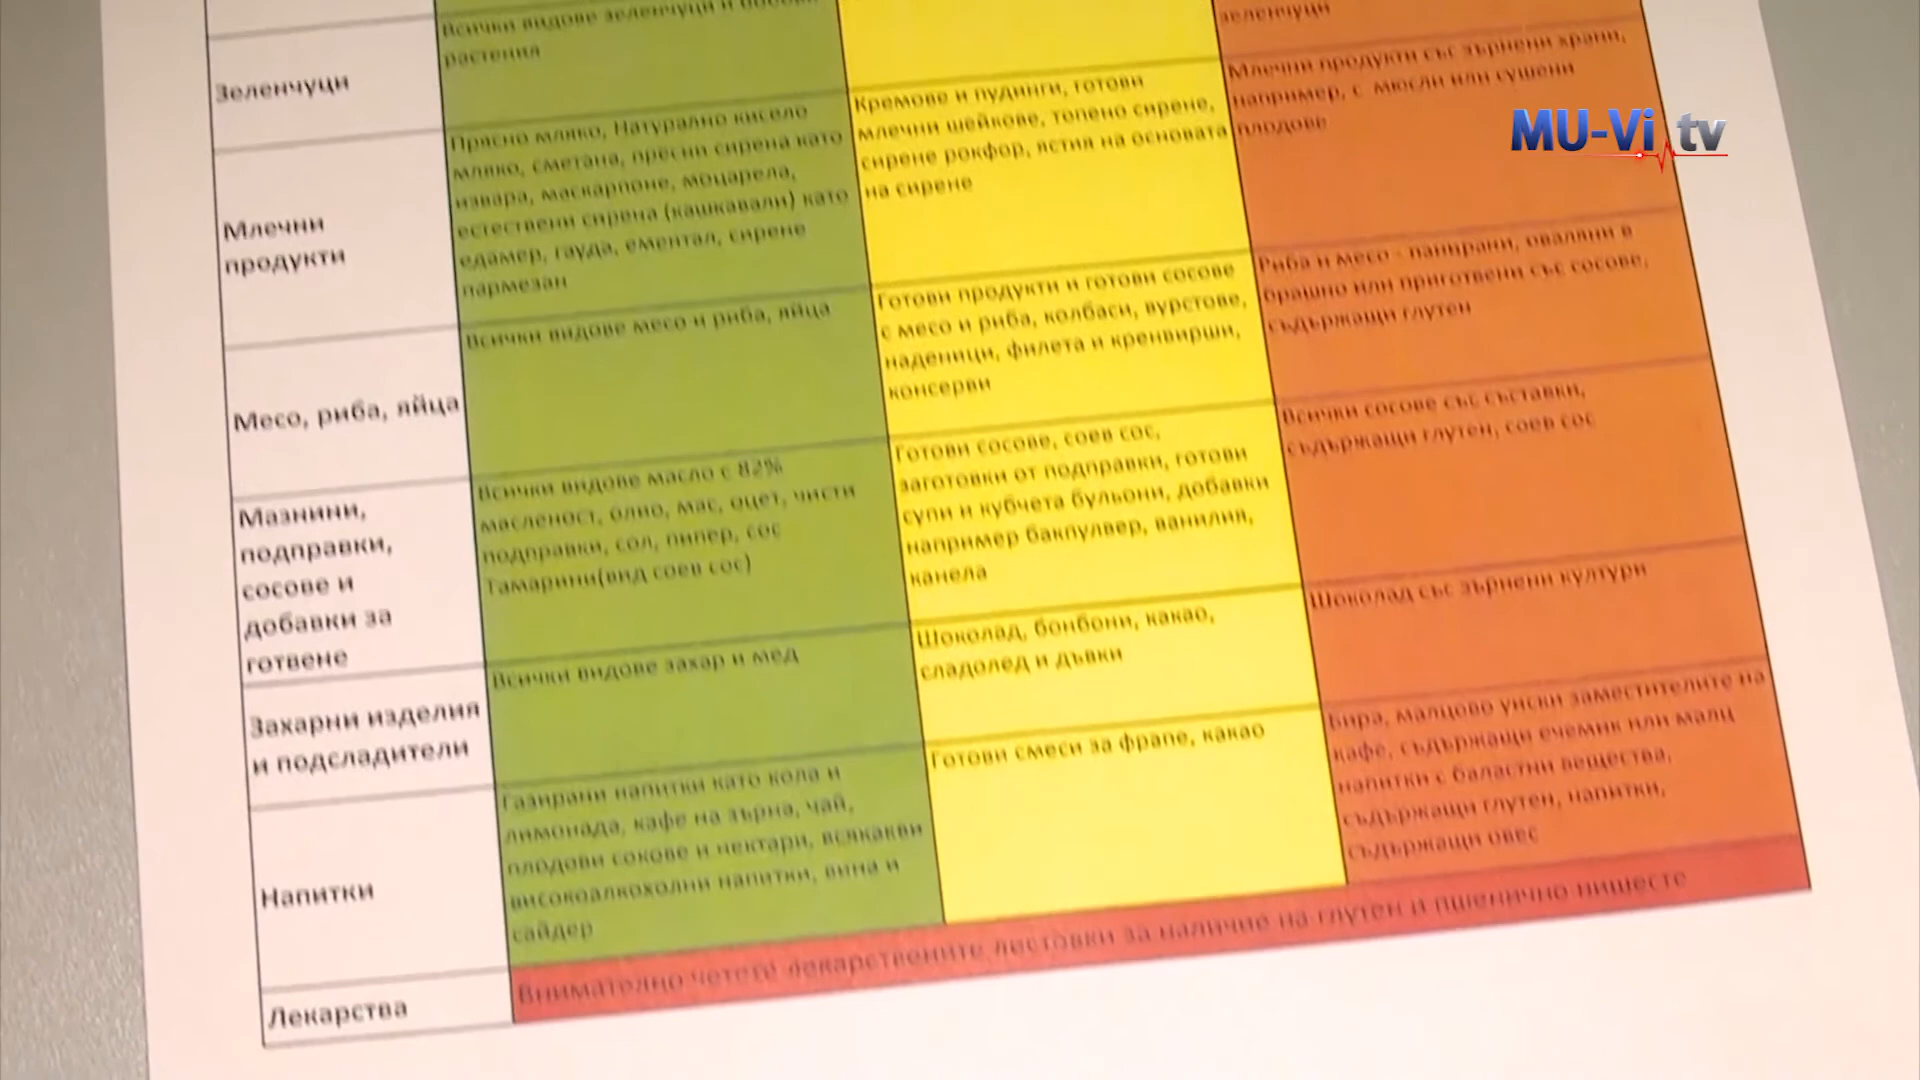 Всички видове зеленчуци и бобови
растения
зеленчуци
Зеленчуци
Млечни
продукти
Прясно мляко, Натурално кисело
мляко, сметана, пресни сирена като
извара, маскарпоне, моцарела,
естествени сирена (кашкавали) като
едамер, гауда, ементал, сирене
пармезан
Кремове и пудинги, готови
млечни шейкове, топено сирене,
сирене рокфор, ястия на основата
на сирене
Млечни продукти със зърнени храни,
например, с мюсли или сушени
плодове
Месо, риба, яйца
Всички видове месо и риба, яйца
Готови продукти и готови сосове
с месо и риба, колбаси, вурстове,
наденици, филета и кренвирши,
консерви
Риба и месо - панирани, оваляни в
брашно или приготвени със сосове,
съдържащи глутен
Мазнини,
подправки,
сосове и
добавки за
готвене
Всички видове масло с 82%
масленост, олио, мас, оцет, чисти
подправки, сол, пипер, сос
Тамарини(вид соев сос)
Готови сосове, соев сос,
заготовки от подправки, готови
супи и кубчета бульони, добавки
например бакпулвер, ванилия,
канела
Всички сосове със съставки,
съдържащи глутен, соев сос
Захарни изделия
и подсладители
Всички видове захар и мед
Шоколад, бонбони, какао,
сладолед и дъвки
Шоколад със зърнени култури
Напитки
Газирани напитки като кола и
лимонада, кафе на зърна, чай,
плодови сокове и нектари, всякакви
високоалкохолни напитки, вина и
сайдер
Готови смеси за фрапе, какао
Бира, малцово уиски заместителите на
кафе, съдържащи ечемик или малц
напитки с баластни вещества,
съдържащи глутен, напитки,
съдържащи овес
Лекарства
Внимателно четете лекарствените листовки за наличие на глутен и пшенично нишесте
MU-Vi tv